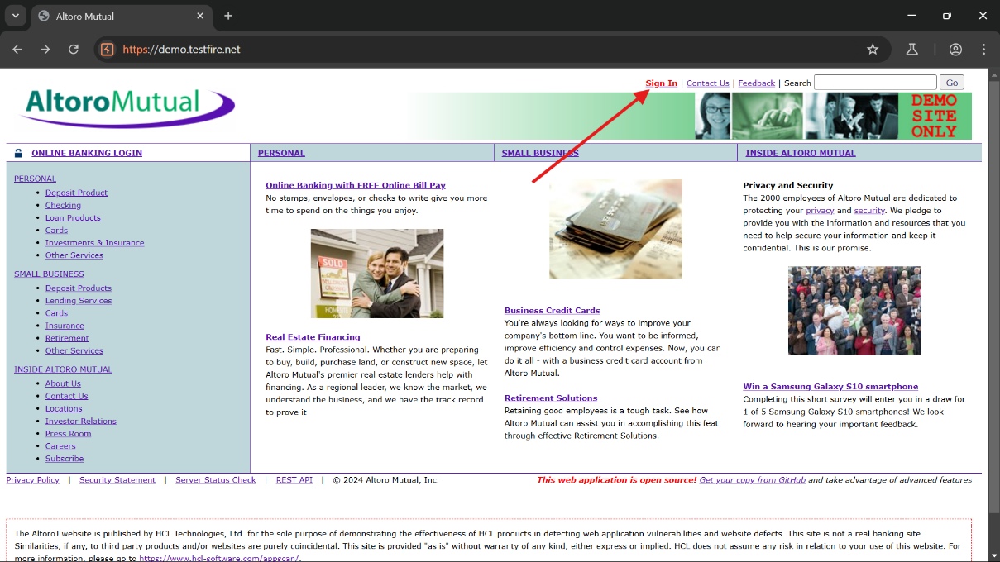 Altoro Mutual
https://demo.testfire.net
Sign In | Contact Us | Feedback | Search Go
AltoroMutual
DEMO
SITE
ONLY
ONLINE BANKING LOGIN
PERSONAL
SMALL BUSINESS
INSIDE ALTORO MUTUAL
PERSONAL
Deposit Product
Checking
Loan Products
Cards
Investments & Insurance
Other Services
SMALL BUSINESS
Deposit Products
Lending Services
Cards
Insurance
Retirement
Other Services
INSIDE ALTORO MUTUAL
About Us
Contact Us
Locations
Investor Relations
Press Room
Careers
Subscribe
Online Banking with FREE Online Bill Pay
No stamps, envelopes, or checks to write give you more
time to spend on the things you enjoy.
SOLD
Real Estate Financing
Fast. Simple. Professional. Whether you are preparing
to buy, build, purchase land, or construct new space, let
Altoro Mutual's premier real estate lenders help with
financing. As a regional leader, we know the market, we
understand the business, and we have the track record
to prove it
Business Credit Cards
You're always looking for ways to improve your
company's bottom line. You want to be informed,
improve efficiency and control expenses. Now, you can
do it all - with a business credit card account from
Altoro Mutual.
Retirement Solutions
Retaining good employees is a tough task. See how
Altoro Mutual can assist you in accomplishing this feat
through effective Retirement Solutions.
Privacy and Security
The 2000 employees of Altoro Mutual are dedicated to
protecting your privacy and security. We pledge to
provide you with the information and resources that you
need to help secure your information and keep it
confidential. This is our promise.
Win a Samsung Galaxy S10 smartphone
Completing this short survey will enter you in a draw for
1 of 5 Samsung Galaxy S10 smartphones! We look
forward to hearing your important feedback.
Privacy Policy | Security Statement | Server Status Check | REST API | © 2024 Altoro Mutual, Inc.
This web application is open source! Get your copy from GitHub and take advantage of advanced features
The AltoroJ website is published by HCL Technologies, Ltd. for the sole purpose of demonstrating the effectiveness of HCL products in detecting web application vulnerabilities and website defects. This site is not a real banking site.
Similarities, if any, to third party products and/or websites are purely coincidental. This site is provided "as is" without warranty of any kind, either express or implied. HCL does not assume any risk in relation to your use of this website. For
more information, please go to https://www.hcl-software.com/appscan/.